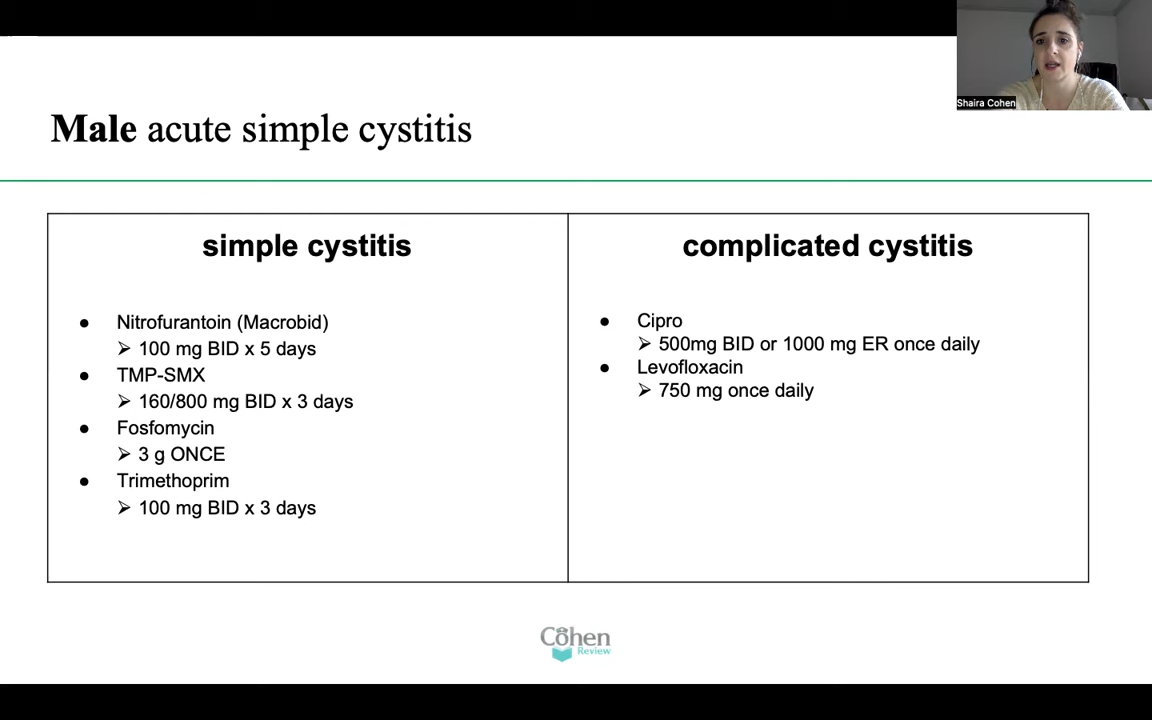 Shaira Cohen
Male acute simple cystitis
simple cystitis
● Nitrofurantoin (Macrobid)
➢ 100 mg BID x 5 days
● TMP-SMX
➢ 160/800 mg BID x 3 days
● Fosfomycin
➢ 3 g ONCE
● Trimethoprim
➢ 100 mg BID x 3 days
complicated cystitis
● Cipro
➢ 500mg BID or 1000 mg ER once daily
● Levofloxacin
➢ 750 mg once daily
Cohen
Review